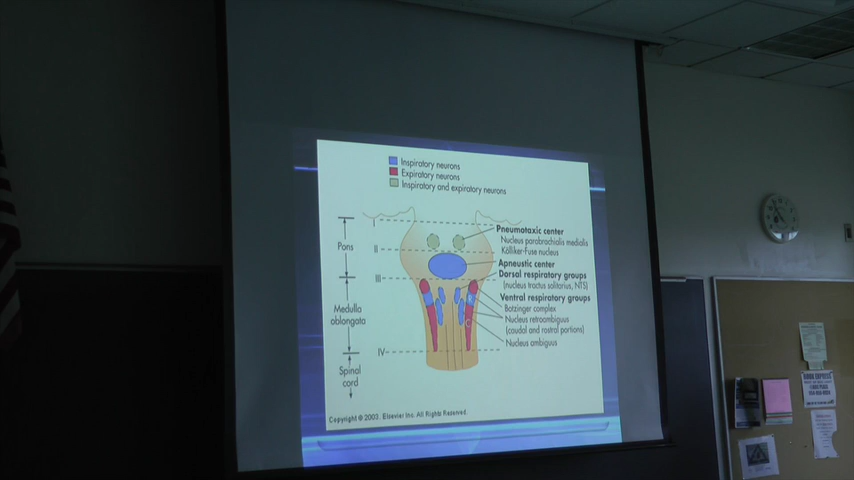 Inspiratory neurons
Expiratory neurons
Inspiratory and expiratory neurons
I
Pons
II
III
Medulla
oblongata
IV
Spinal
cord
Pneumotaxic center
Nucleus parabrachialis medialis
Kölliker-Fuse nucleus
Apneustic center
Dorsal respiratory groups
(nucleus tractus solitarius, NTS)
Ventral respiratory groups
Botzinger complex
Nucleus retroambiguus
(caudal and rostral portions)
Nucleus ambiguus
Copyright © 2003. Elsevier Inc. All Rights Reserved.